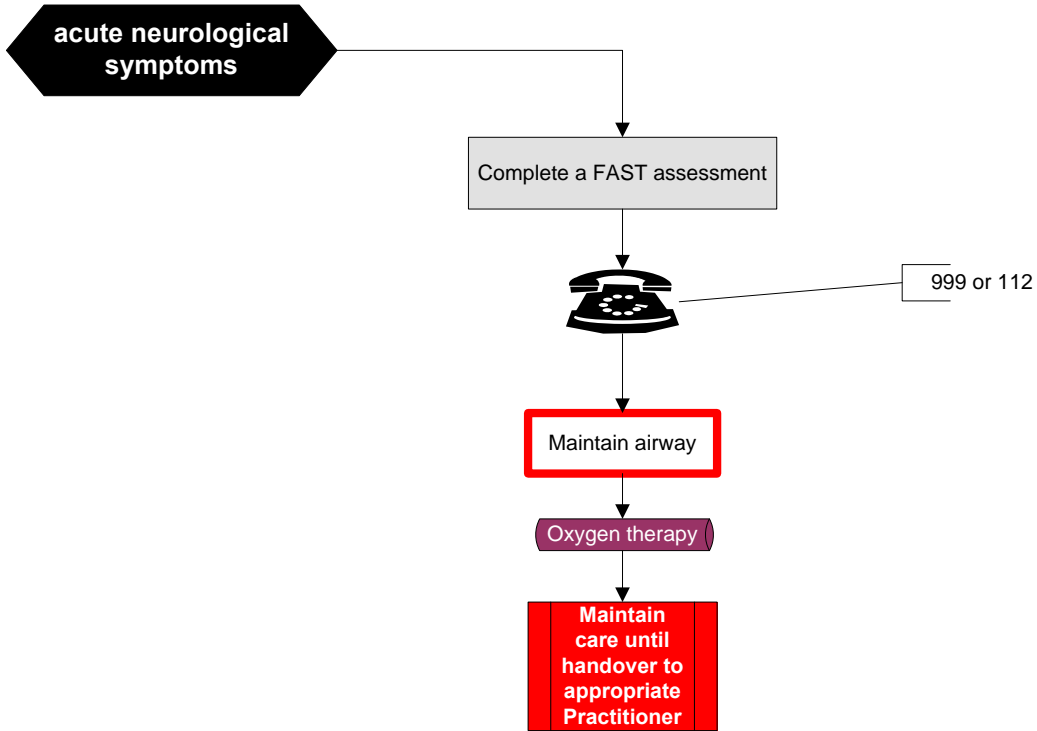 acute neurological
symptoms
Complete a FAST assessment
999 or 112
Maintain airway
Oxygen therapy
Maintain
care until
handover to
appropriate
Practitioner